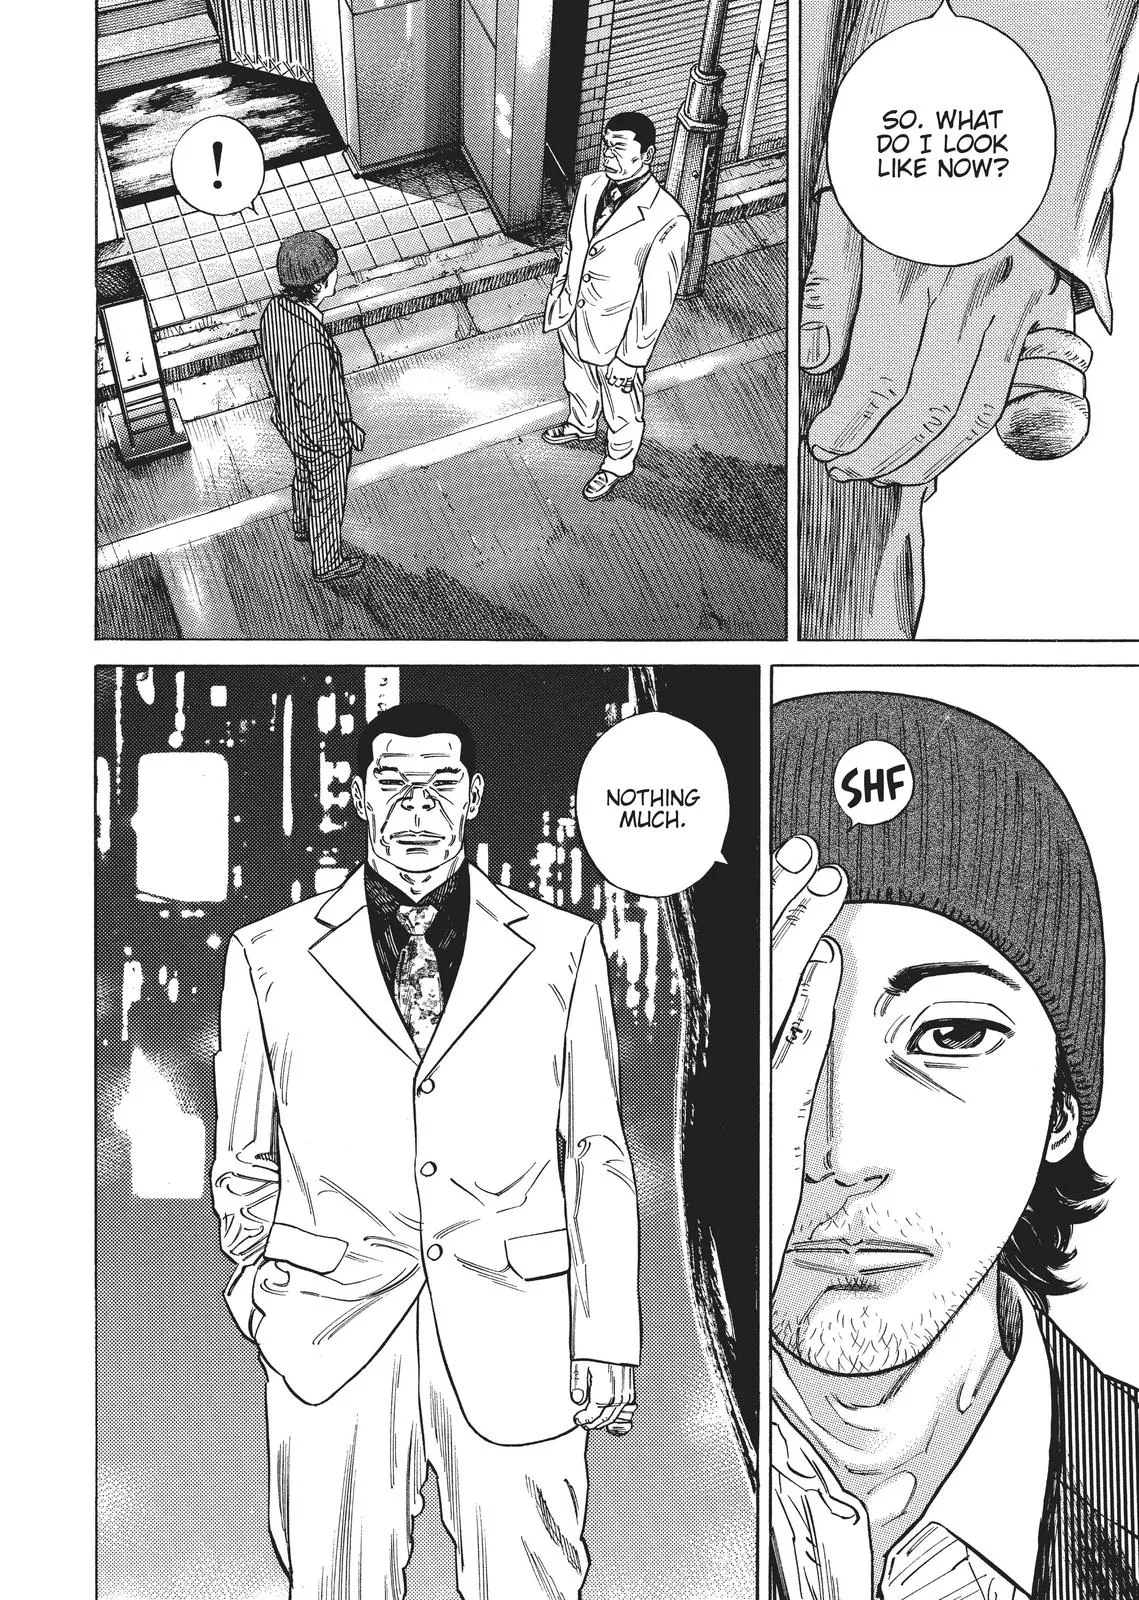 SO. WHAT
DO I LOOK
LIKE NOW?
!
SHF
NOTHING
MUCH.